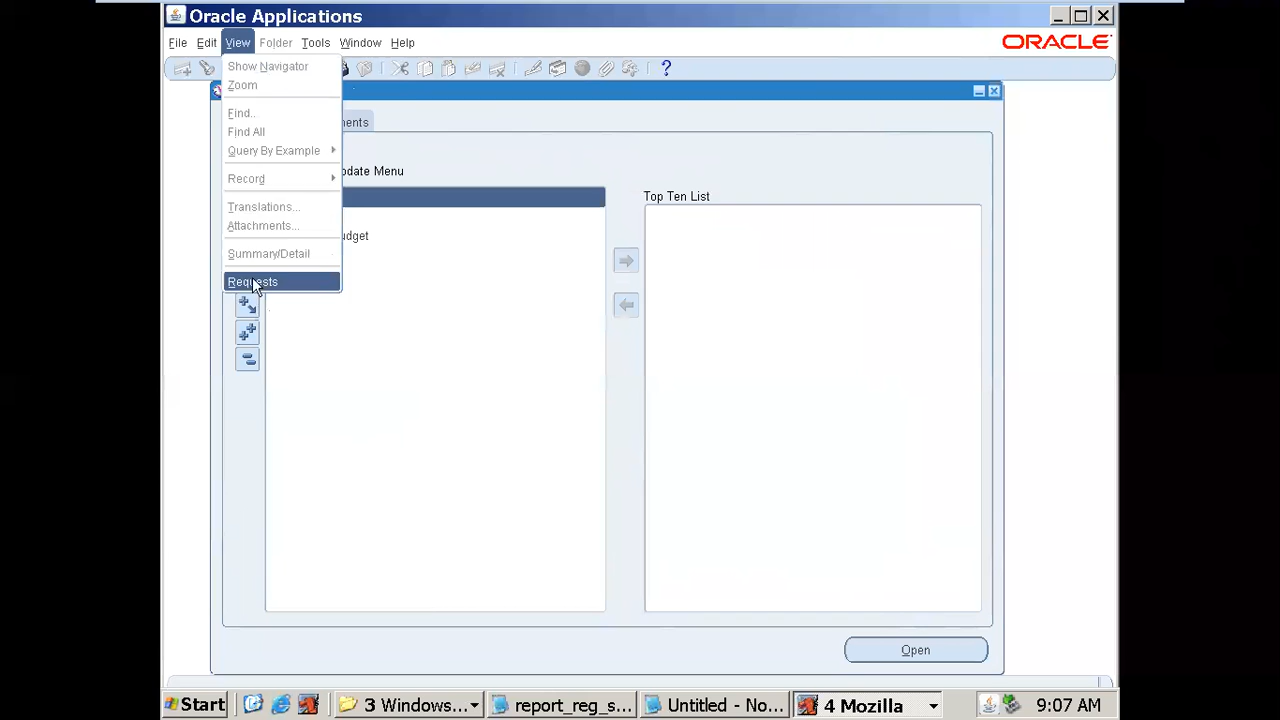 Oracle Applications
File Edit View Folder Tools Window Help
ORACLE
Show Navigator
Zoom
Find..
Find All
Query By Example
Record
Translations...
Attachments...
Summary/Detail
Requests
ents
pdate Menu
udget
Top Ten List
Open
Start
3 Windows...
report_reg_s...
Untitled - No...
4 Mozilla
9:07 AM